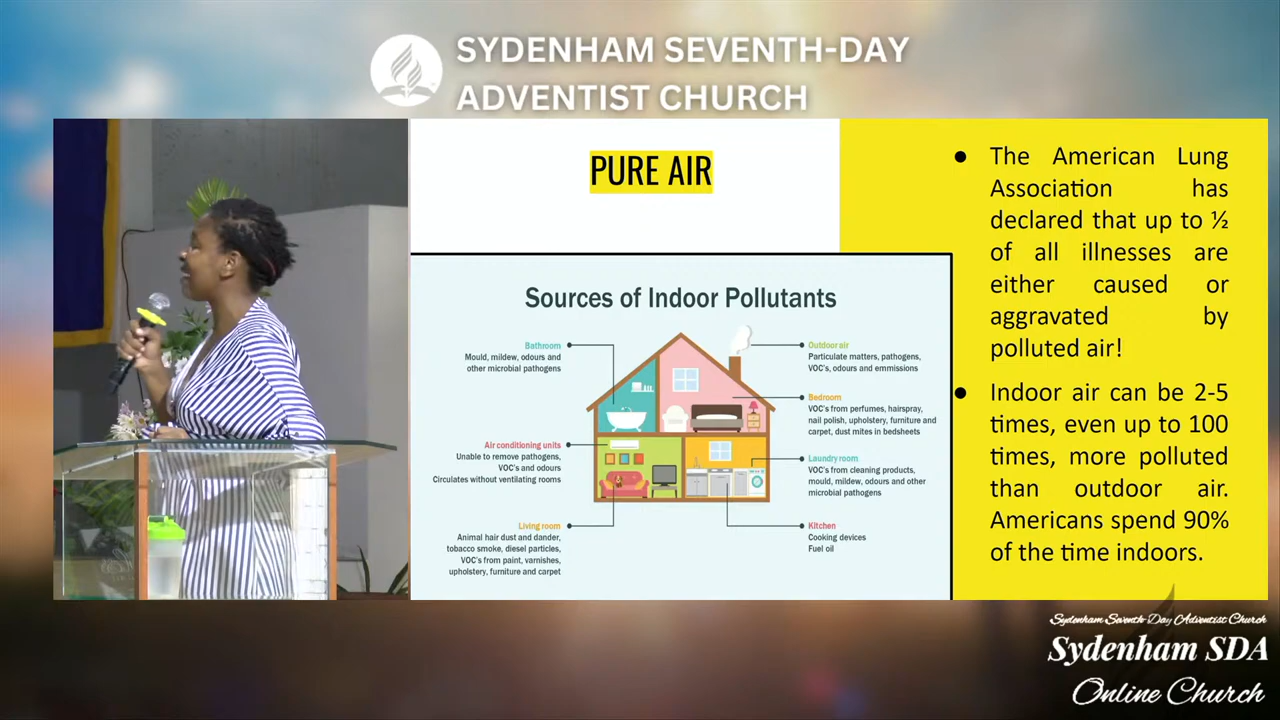 SYDENHAM SEVENTH-DAY
ADVENTIST CHURCH
PURE AIR
Sources of Indoor Pollutants
Bathroom
Mould, mildew, odours and
other microbial pathogens
Air conditioning units
Unable to remove pathogens,
VOC's and odours
Circulates without ventilating rooms
Living room
Animal hair dust and dander,
tobacco smoke, diesel particles,
VOC's from paint, varnishes,
upholstery, furniture and carpet
Outdoor air
Particulate matters, pathogens,
VOC's, odours and emmissions
Bedroom
VOC's from perfumes, hairspray,
nail polish, upholstery, furniture and
carpet, dust mites in bedsheets
Laundry room
VOC's from cleaning products,
mould, mildew, odours and other
microbial pathogens
Kitchen
Cooking devices
Fuel oil
● The American Lung
Association has
declared that up to ½
of all illnesses are
either caused or
aggravated by
polluted air!
● Indoor air can be 2-5
times, even up to 100
times, more polluted
than outdoor air.
Americans spend 90%
of the time indoors.
Sydenham Seventh-Day Adventist Church
Sydenham SDA
Online Church